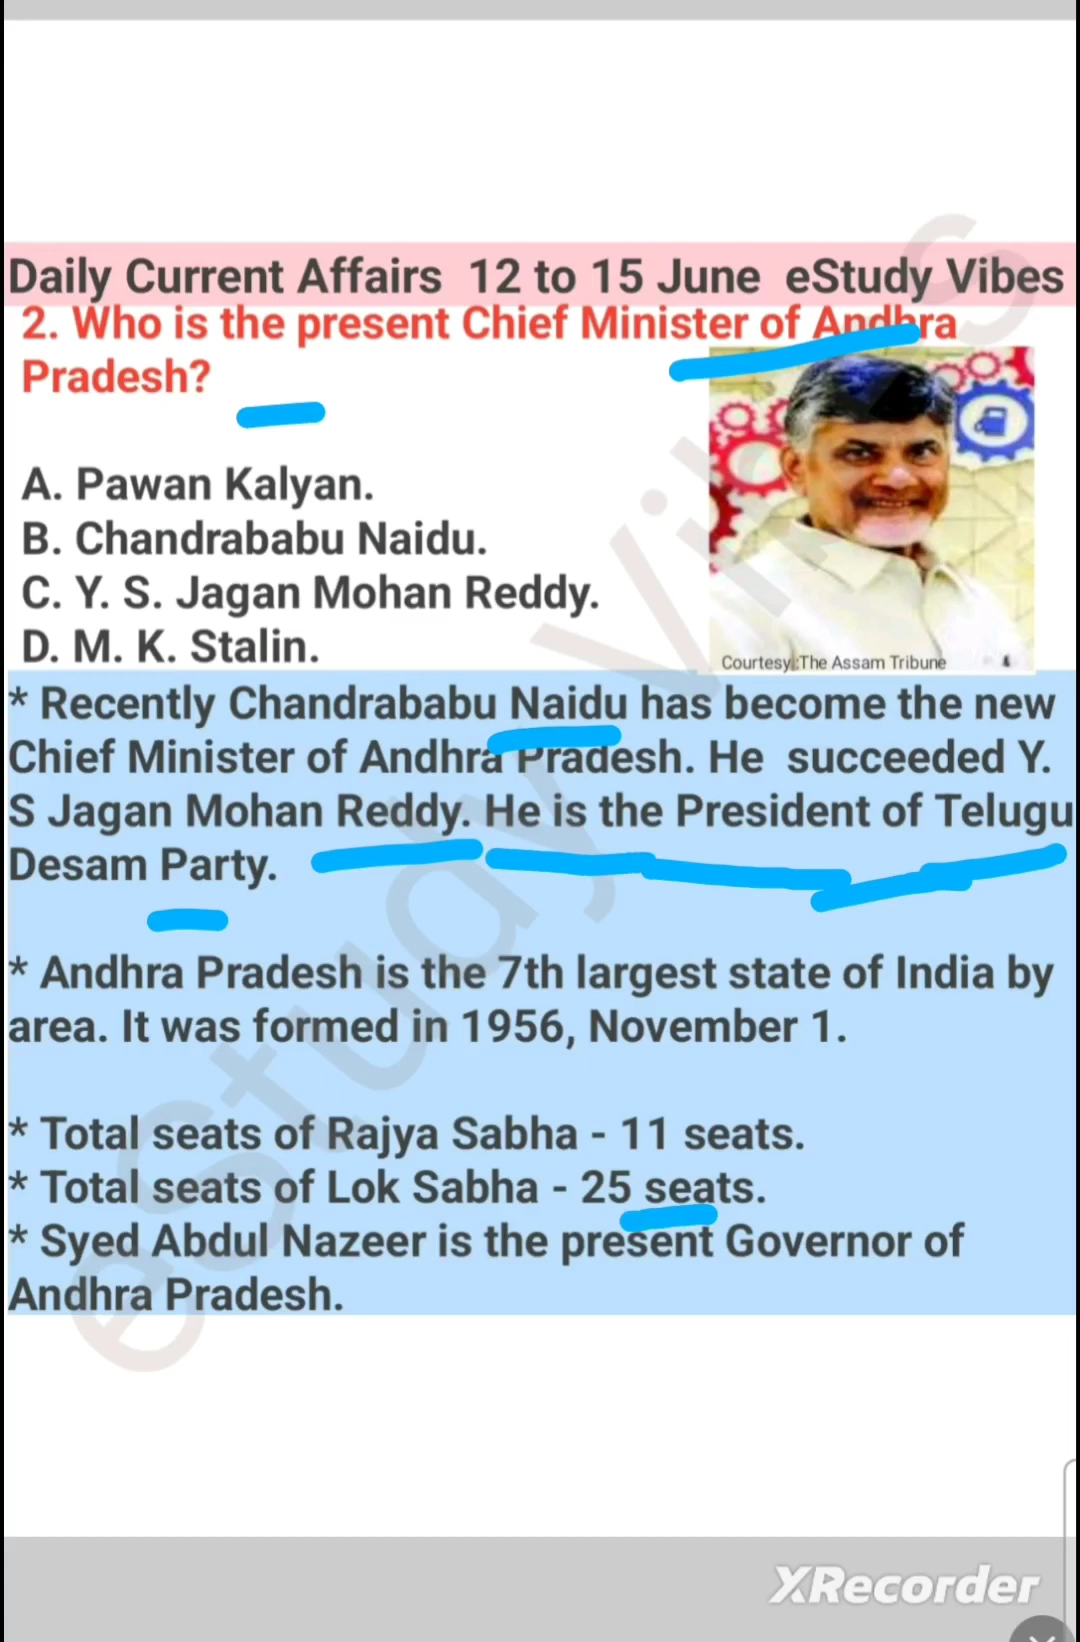 Daily Current Affairs 12 to 15 June eStudy Vibes
2. Who is the present Chief Minister of Andhra
Pradesh?
A. Pawan Kalyan.
B. Chandrababu Naidu.
C. Y. S. Jagan Mohan Reddy.
D. M. K. Stalin.
Courtesy:The Assam Tribune
* Recently Chandrababu Naidu has become the new
Chief Minister of Andhra Pradesh. He succeeded Y.
S Jagan Mohan Reddy. He is the President of Telugu
Desam Party.
* Andhra Pradesh is the 7th largest state of India by
area. It was formed in 1956, November 1.
* Total seats of Rajya Sabha - 11 seats.
* Total seats of Lok Sabha - 25 seats.
* Syed Abdul Nazeer is the present Governor of
Andhra Pradesh.
eStudy Vibes
XRecorder